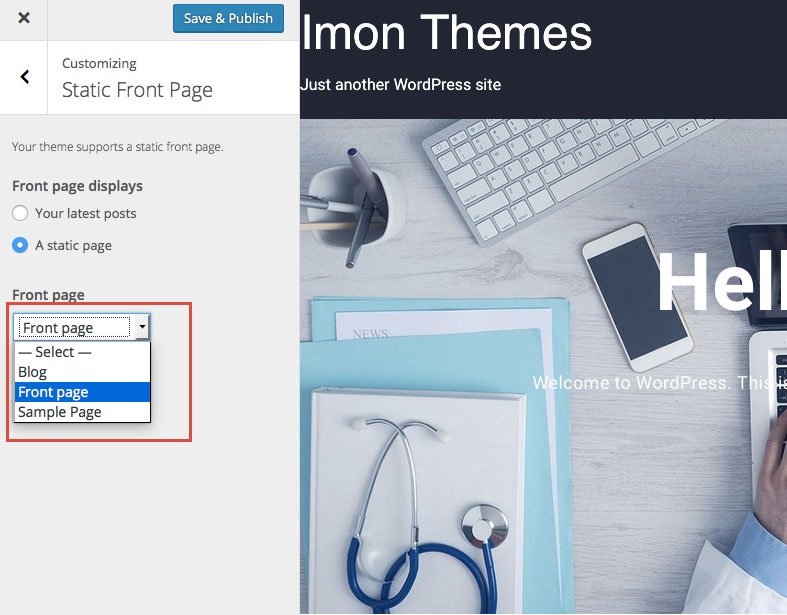 Save & Publish
Customizing
Static Front Page
Your theme supports a static front page.
Front page displays
Your latest posts
A static page
Front page
Front page
— Select —
Blog
Front page
Sample Page
lmon Themes
Just another WordPress site
NEWS
Hell
Welcome to WordPress. This is